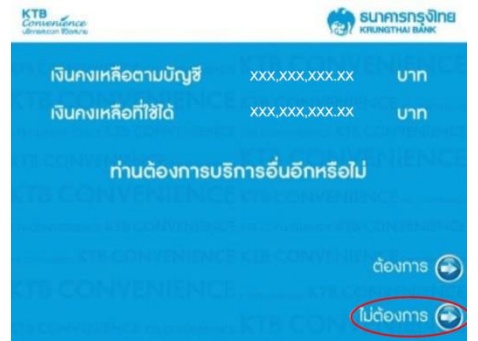 KTB
Convenience
ธนาคารกรุงไทย
KRUNGTHAI BANK
เงินคงเหลือตามบัญชี xxx,xxx,xxx.xx บาท
เงินคงเหลือที่ใช้ได้ xxx,xxx,xxx.xx บาท
ท่านต้องการบริการอื่นอีกหรือไม่
ต้องการ
ไม่ต้องการ